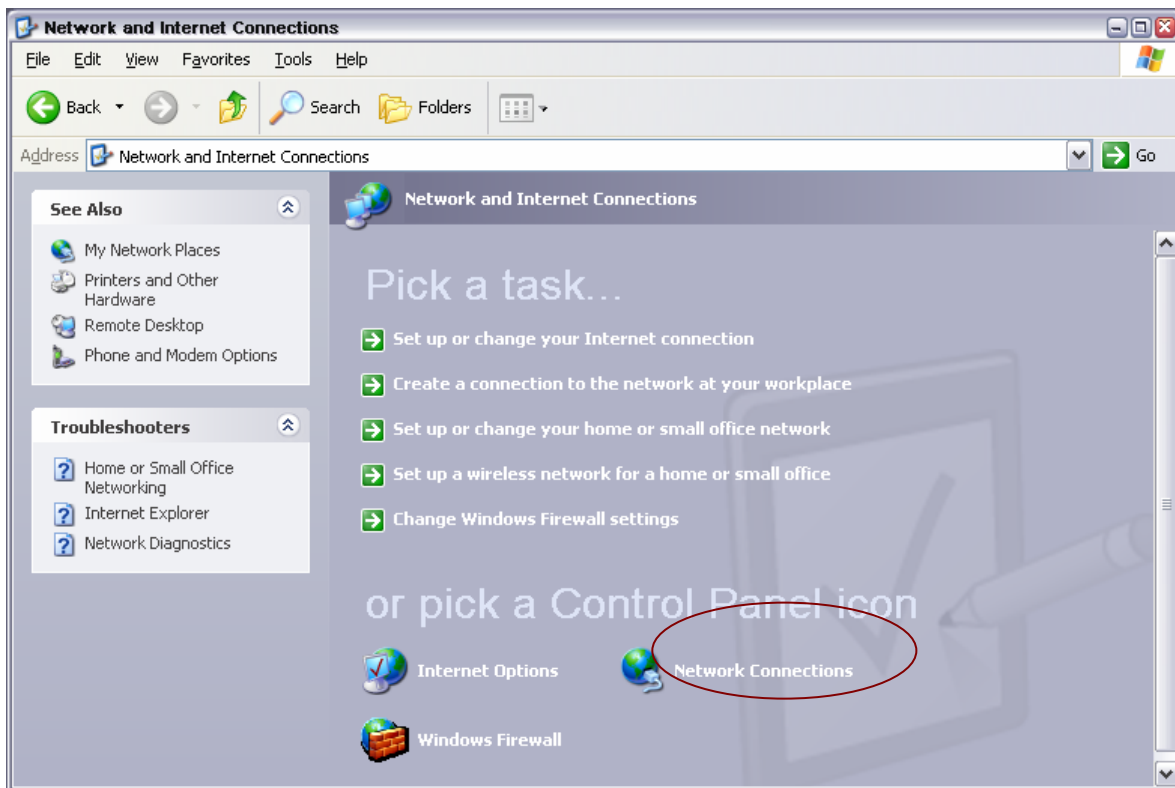 Network and Internet Connections
File Edit View Favorites Tools Help
Back Search Folders
Address Network and Internet Connections Go
See Also
My Network Places
Printers and Other
Hardware
Remote Desktop
Phone and Modem Options
Troubleshooters
Home or Small Office
Networking
Internet Explorer
Network Diagnostics
Network and Internet Connections
Pick a task...
Set up or change your Internet connection
Create a connection to the network at your workplace
Set up or change your home or small office network
Set up a wireless network for a home or small office
Change Windows Firewall settings
or pick a Control Panel icon
Internet Options Network Connections
Windows Firewall